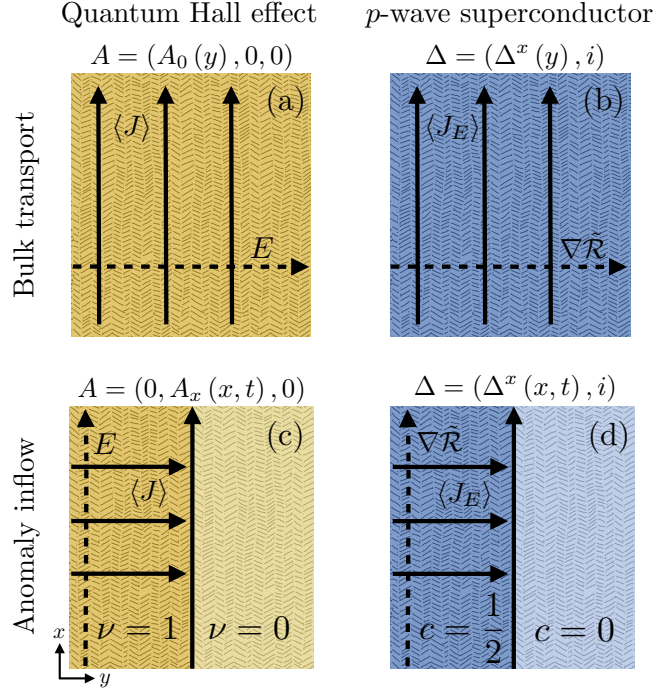 Quantum Hall effect
p-wave superconductor
A = (A₀ (y) , 0, 0)
Δ = (Δˣ (y) , i)
Bulk transport
(a)
⟨J⟩
E
(b)
⟨J_E⟩
∇R̃
A = (0, Aₓ (x, t) , 0)
Δ = (Δˣ (x, t) , i)
Anomaly inflow
(c)
E
⟨J⟩
ν = 1
ν = 0
(d)
∇R̃
⟨J_E⟩
c = 1/2
c = 0
x
y